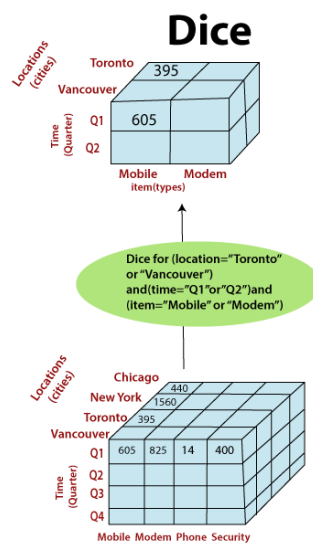 Dice
Locations
(cities)
Toronto
395
Vancouver
Q1
605
Time
(Quarter)
Q2
Mobile Modem
item(types)
Dice for (location="Toronto"
or "Vancouver")
and(time="Q1"or"Q2")and
(item="Mobile" or "Modem")
Locations
(cities)
Chicago
440
New York
1560
Toronto
395
Vancouver
Q1
605 825 14 400
Q2
Time
(Quarter)
Q3
Q4
Mobile Modem Phone Security